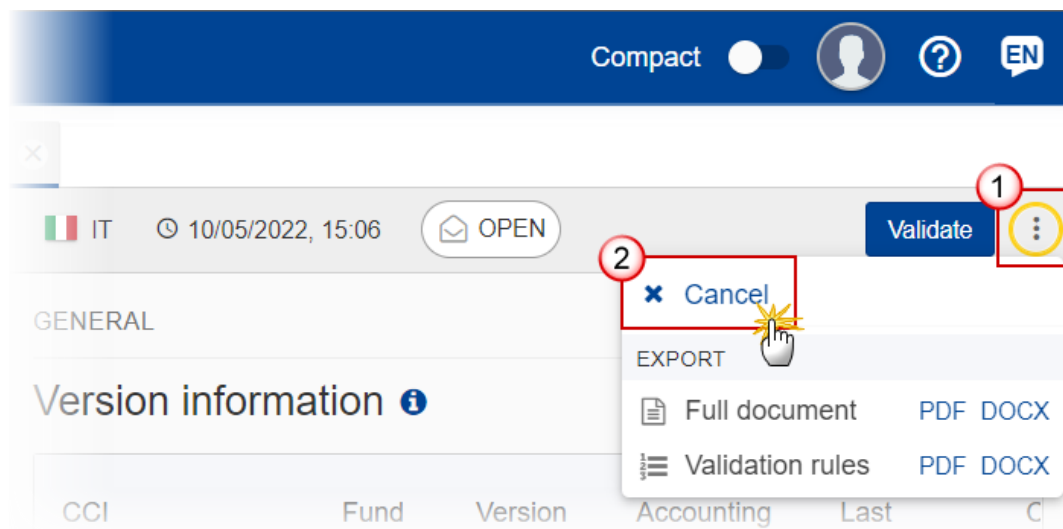 Compact EN
1
IT 10/05/2022, 15:06 OPEN Validate
2
Cancel
GENERAL
EXPORT
Version information
Full document PDF DOCX
Validation rules PDF DOCX
CCI Fund Version Accounting Last C